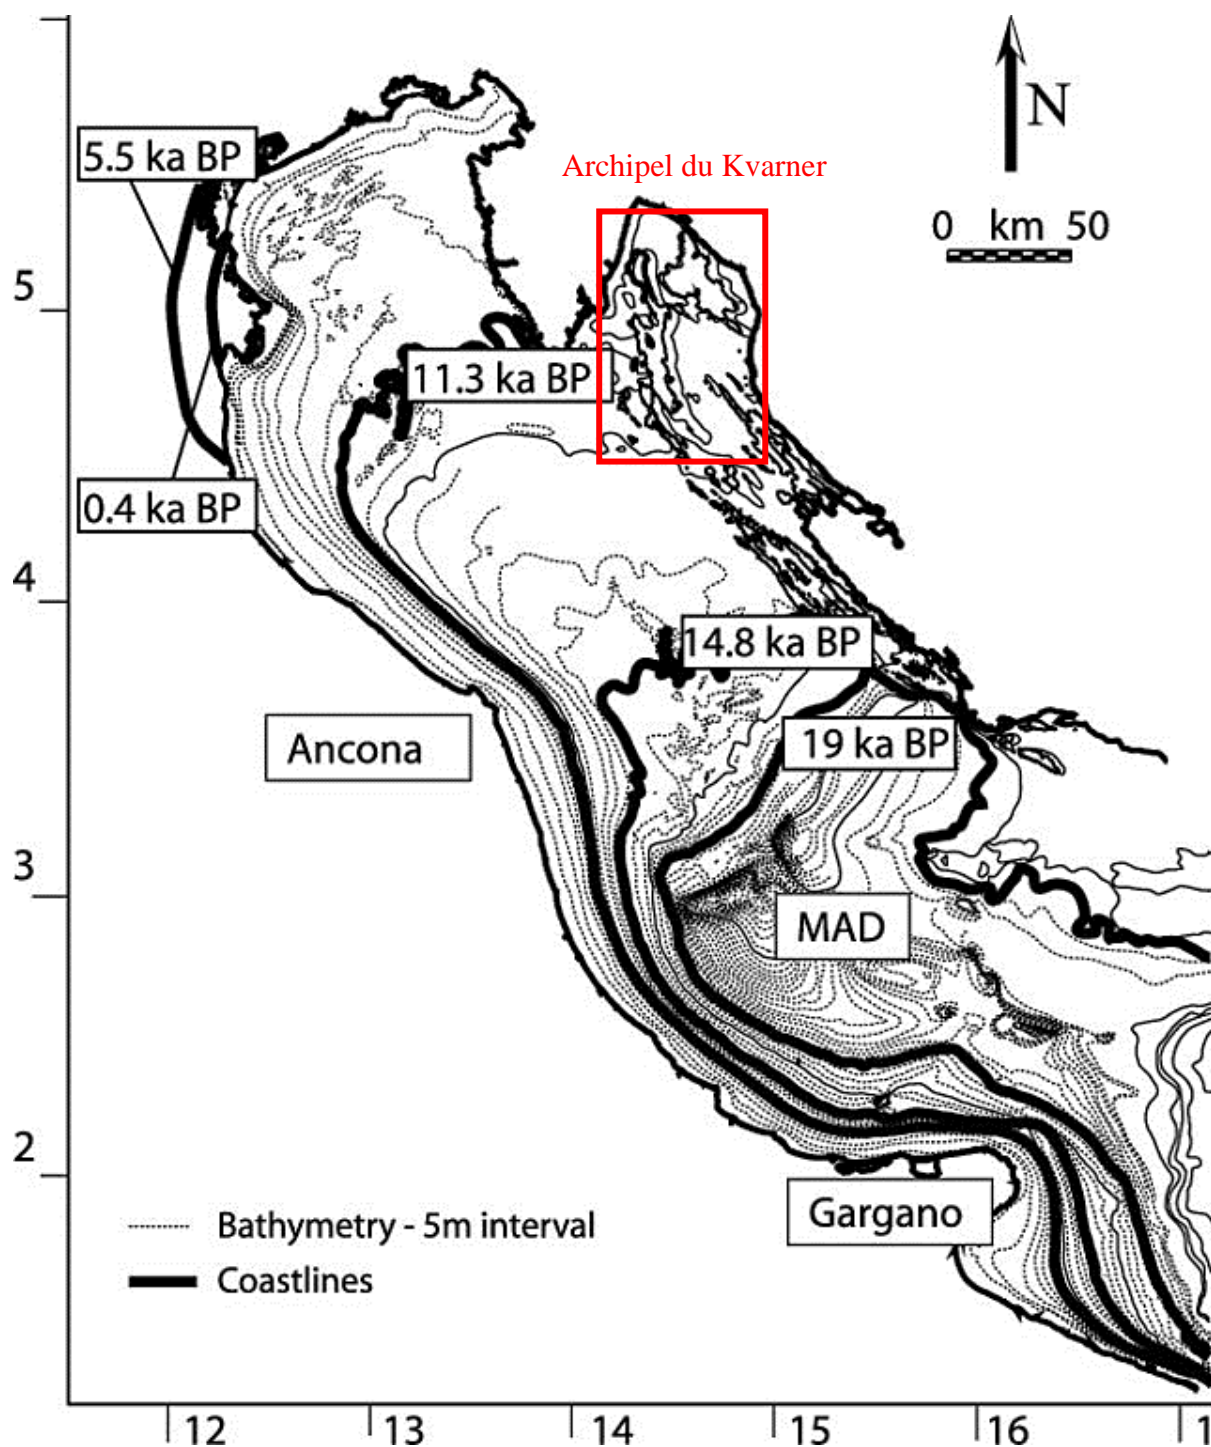 N
5.5 ka BP
Archipel du Kvarner
0 km 50
5
11.3 ka BP
0.4 ka BP
4
14.8 ka BP
Ancona
19 ka BP
3
MAD
2
Gargano
Bathymetry - 5m interval
Coastlines
12 13 14 15 16 1